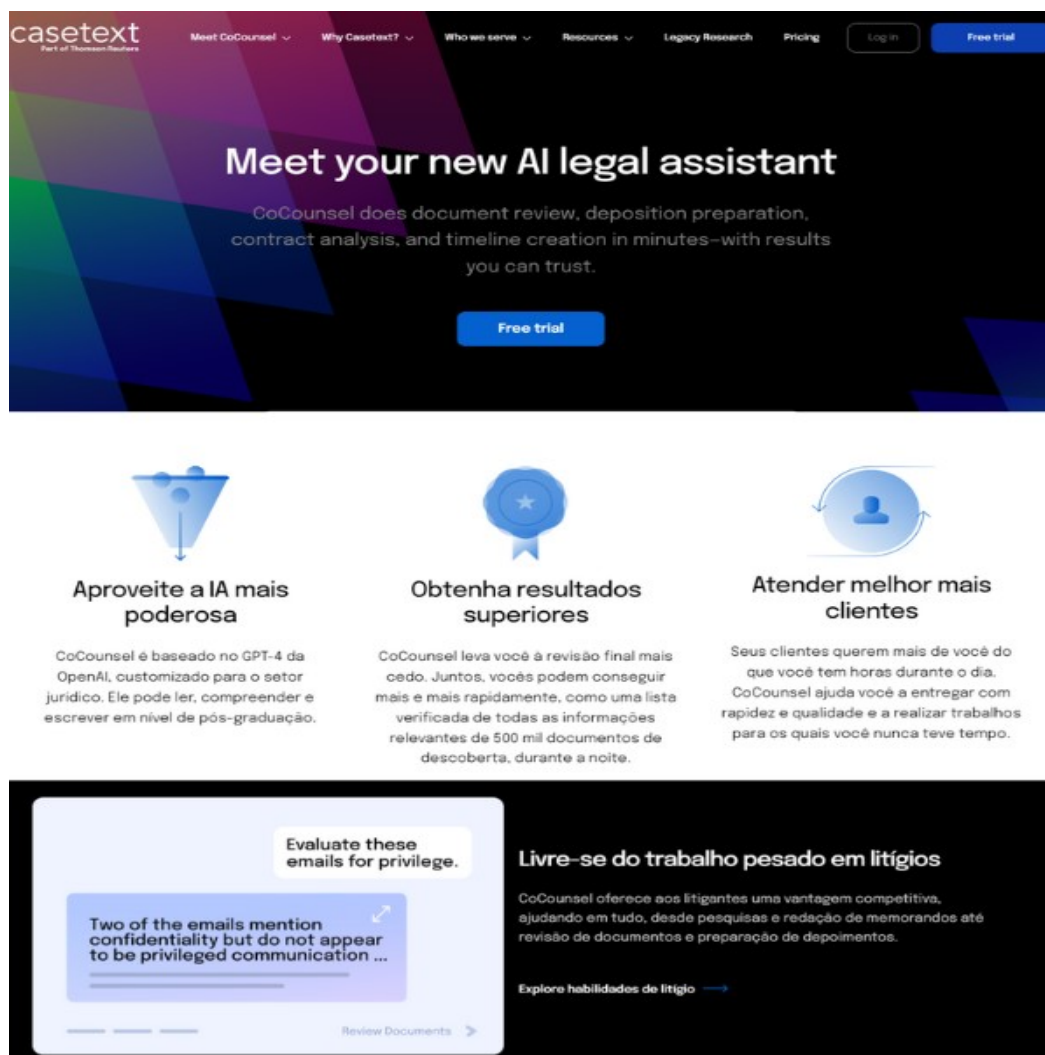 casetext
Part of Thomson Reuters
Meet CoCounsel
Why Casetext?
Who we serve
Resources
Legacy Research
Pricing
Log in
Free trial
Meet your new AI legal assistant
CoCounsel does document review, deposition preparation,
contract analysis, and timeline creation in minutes—with results
you can trust.
Free trial
Aproveite a IA mais
poderosa
CoCounsel é baseado no GPT-4 da
OpenAI, customizado para o setor
jurídico. Ele pode ler, compreender e
escrever em nível de pós-graduação.
Obtenha resultados
superiores
CoCounsel leva você à revisão final mais
cedo. Juntos, vocês podem conseguir
mais e mais rapidamente, como uma lista
verificada de todas as informações
relevantes de 500 mil documentos de
descoberta, durante a noite.
Atender melhor mais
clientes
Seus clientes querem mais de você do
que você tem horas durante o dia.
CoCounsel ajuda você a entregar com
rapidez e qualidade e a realizar trabalhos
para os quais você nunca teve tempo.
Evaluate these
emails for privilege.
Two of the emails mention
confidentiality but do not appear
to be privileged communication ...
Review Documents
Livre-se do trabalho pesado em litígios
CoCounsel oferece aos litigantes uma vantagem competitiva,
ajudando em tudo, desde pesquisas e redação de memorandos até
revisão de documentos e preparação de depoimentos.
Explore habilidades de litígio